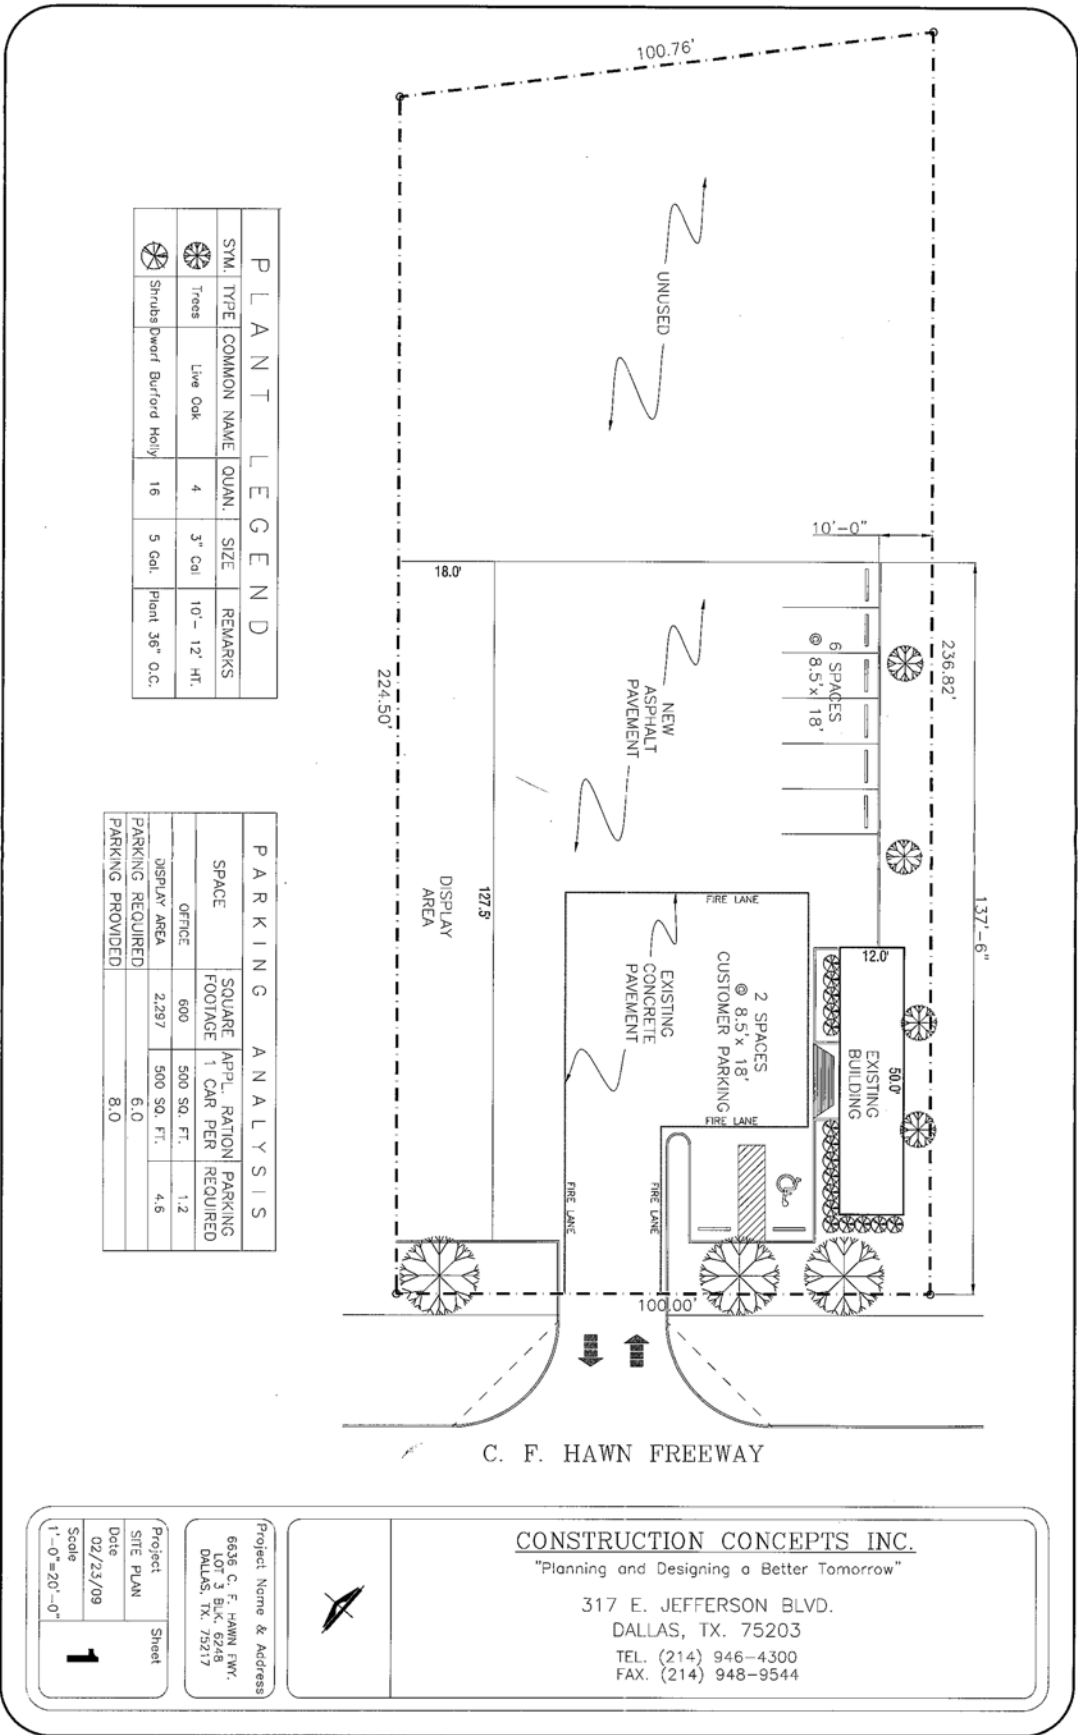 100.76'
UNUSED
10'-0"
18.0'
6 SPACES
@ 8.5'x 18'
236.82'
224.50'
NEW
ASPHALT
PAVEMENT
137'-6"
DISPLAY
AREA
127.5'
FIRE LANE
12.0'
EXISTING
CONCRETE
PAVEMENT
2 SPACES
@ 8.5'x 18'
CUSTOMER PARKING
50.0'
EXISTING
BUILDING
FIRE LANE
FIRE LANE
FIRE LANE
100.00'
C. F. HAWN FREEWAY
PLANT LEGEND
SYM. TYPE COMMON NAME QUAN. SIZE REMARKS
Trees Live Oak 4 3" Cal 10'- 12' HT.
Shrubs Dwarf Burford Holly 16 5 Gal. Plant 36" O.C.
PARKING ANALYSIS
SPACE SQUARE FOOTAGE APPL. RATION 1 CAR PER PARKING REQUIRED
OFFICE 600 500 SQ. FT. 1.2
DISPLAY AREA 2,297 500 SQ. FT. 4.6
PARKING REQUIRED 6.0
PARKING PROVIDED 8.0
CONSTRUCTION CONCEPTS INC.
"Planning and Designing a Better Tomorrow"
317 E. JEFFERSON BLVD.
DALLAS, TX. 75203
TEL. (214) 946-4300
FAX. (214) 948-9544
Project Name & Address
6636 C. F. HAWN FWY.
LOT 3 BLK. 6248
DALLAS, TX. 75217
Project
SITE PLAN
Date
02/23/09
Scale
1'-0"=20'-0"
Sheet
1